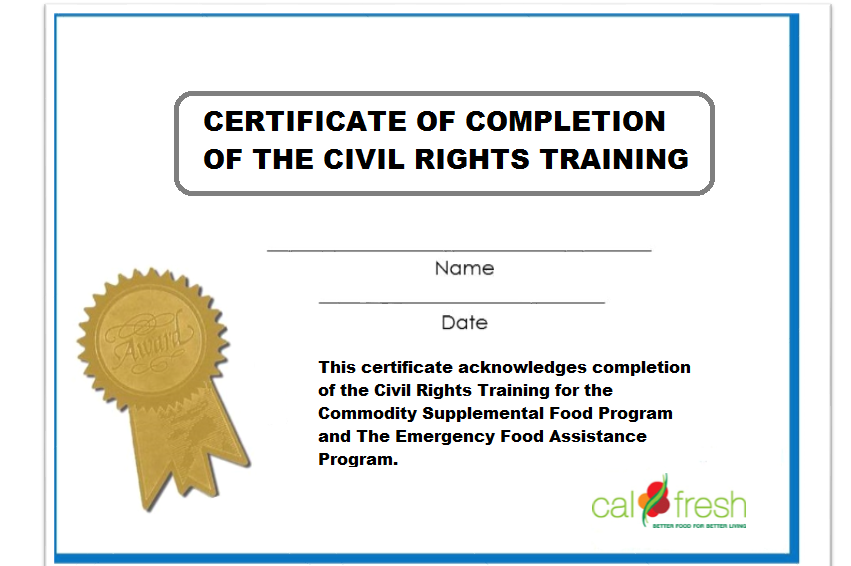 CERTIFICATE OF COMPLETION
OF THE CIVIL RIGHTS TRAINING
Name
Date
Award
This certificate acknowledges completion
of the Civil Rights Training for the
Commodity Supplemental Food Program
and The Emergency Food Assistance
Program.
cal fresh
BETTER FOOD FOR BETTER LIVING